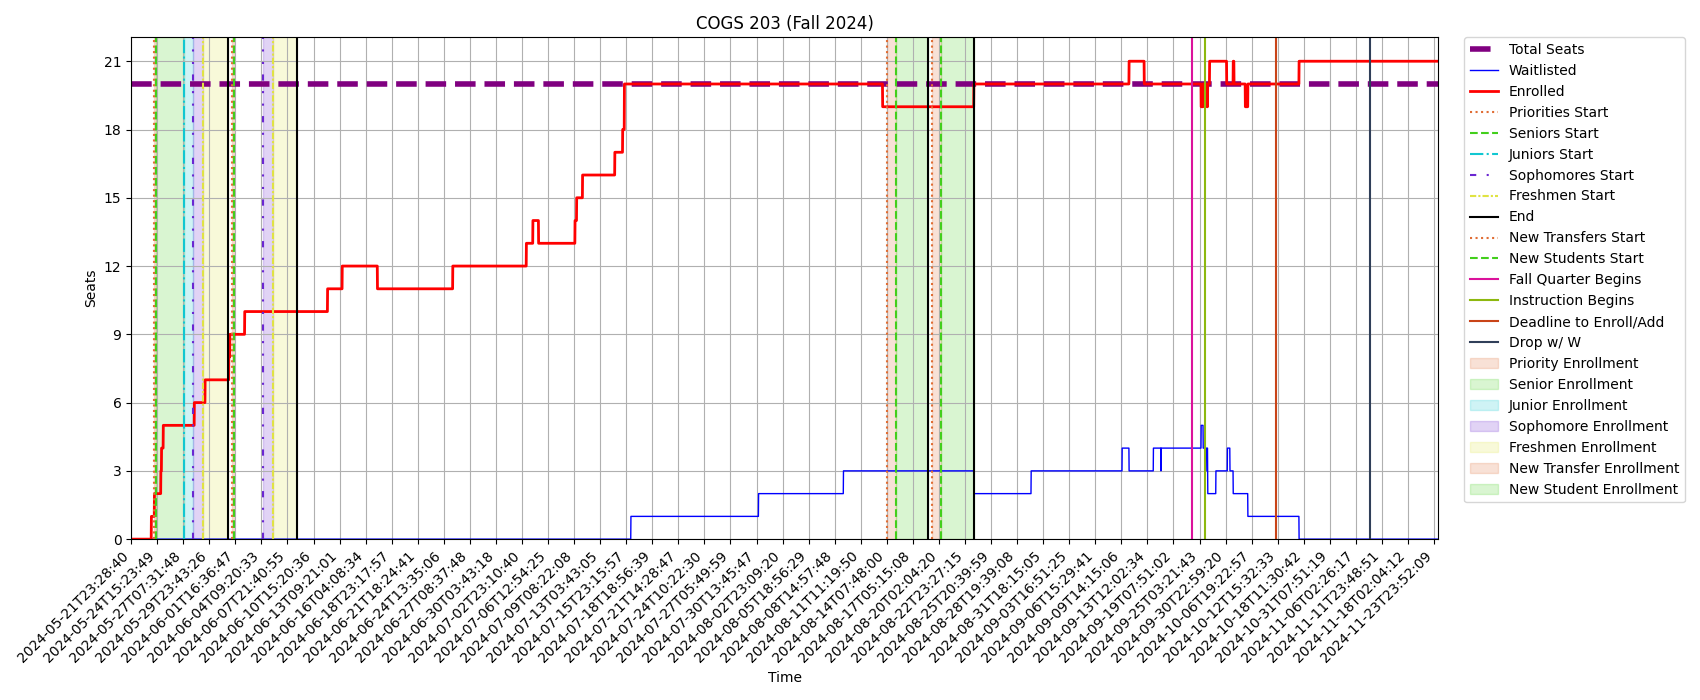 COGS 203 (Fall 2024)
Seats
21
18
15
12
9
6
3
0
2024-05-21T23:28:40
2024-05-24T15:23:49
2024-05-27T07:31:48
2024-05-29T23:43:26
2024-06-01T16:36:47
2024-06-04T09:20:33
2024-06-07T21:40:53
2024-06-10T15:20:36
2024-06-13T09:21:01
2024-06-16T04:08:34
2024-06-18T23:17:57
2024-06-21T18:24:41
2024-06-24T13:35:06
2024-06-27T08:37:48
2024-06-30T03:43:18
2024-07-02T23:10:40
2024-07-06T12:54:25
2024-07-09T08:22:08
2024-07-13T03:43:05
2024-07-15T23:15:57
2024-07-18T18:56:39
2024-07-21T14:28:47
2024-07-24T10:22:30
2024-07-27T05:49:59
2024-07-30T13:45:47
2024-08-02T23:09:20
2024-08-05T18:56:29
2024-08-08T14:57:48
2024-08-11T11:19:50
2024-08-14T07:48:00
2024-08-17T05:15:08
2024-08-20T02:04:20
2024-08-22T23:27:15
2024-08-25T20:39:59
2024-08-28T19:39:08
2024-08-31T18:15:05
2024-09-03T16:51:25
2024-09-06T15:29:41
2024-09-09T14:15:06
2024-09-13T12:02:34
2024-09-19T07:51:02
2024-09-25T03:21:43
2024-09-30T22:59:20
2024-10-06T19:22:57
2024-10-12T15:32:33
2024-10-18T11:30:42
2024-10-31T07:51:19
2024-11-06T02:26:17
2024-11-11T23:48:51
2024-11-18T02:04:12
2024-11-23T23:52:09
Time
Total Seats
Waitlisted
Enrolled
Priorities Start
Seniors Start
Juniors Start
Sophomores Start
Freshmen Start
End
New Transfers Start
New Students Start
Fall Quarter Begins
Instruction Begins
Deadline to Enroll/Add
Drop w/ W
Priority Enrollment
Senior Enrollment
Junior Enrollment
Sophomore Enrollment
Freshmen Enrollment
New Transfer Enrollment
New Student Enrollment